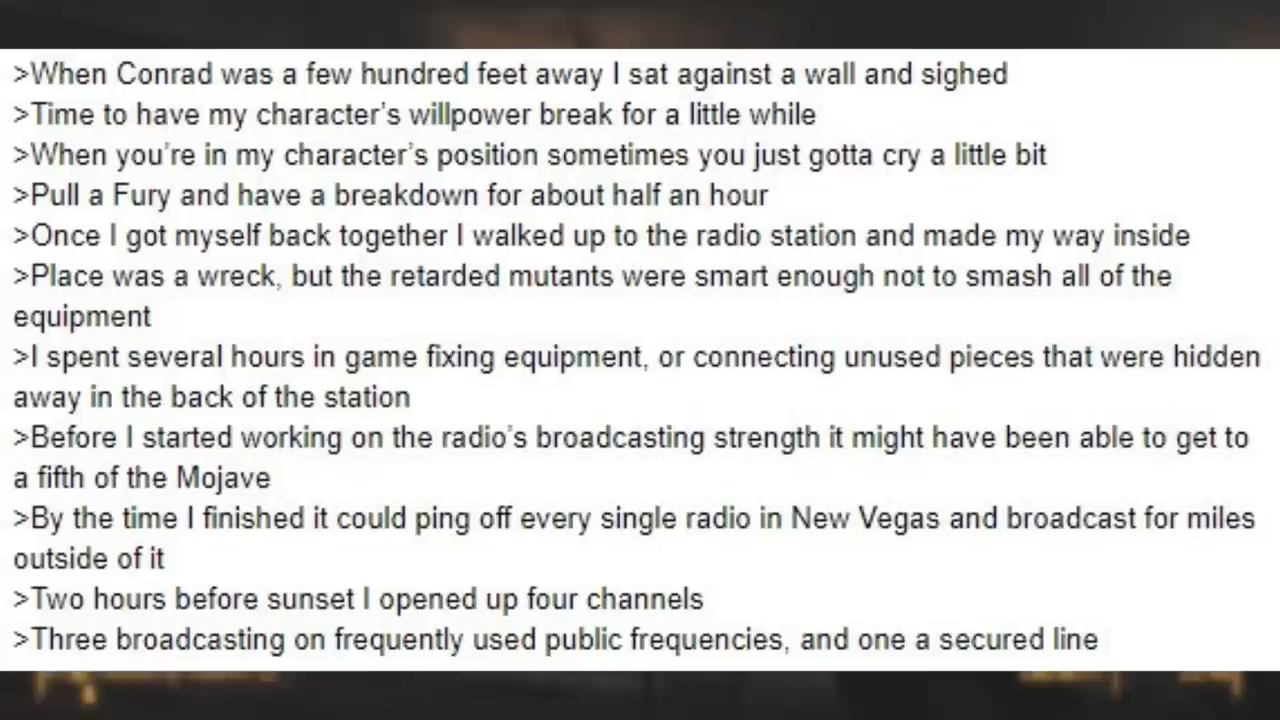 >When Conrad was a few hundred feet away I sat against a wall and sighed
>Time to have my character's willpower break for a little while
>When you're in my character's position sometimes you just gotta cry a little bit
>Pull a Fury and have a breakdown for about half an hour
>Once I got myself back together I walked up to the radio station and made my way inside
>Place was a wreck, but the retarded mutants were smart enough not to smash all of the
equipment
>I spent several hours in game fixing equipment, or connecting unused pieces that were hidden
away in the back of the station
>Before I started working on the radio's broadcasting strength it might have been able to get to
a fifth of the Mojave
>By the time I finished it could ping off every single radio in New Vegas and broadcast for miles
outside of it
>Two hours before sunset I opened up four channels
>Three broadcasting on frequently used public frequencies, and one a secured line